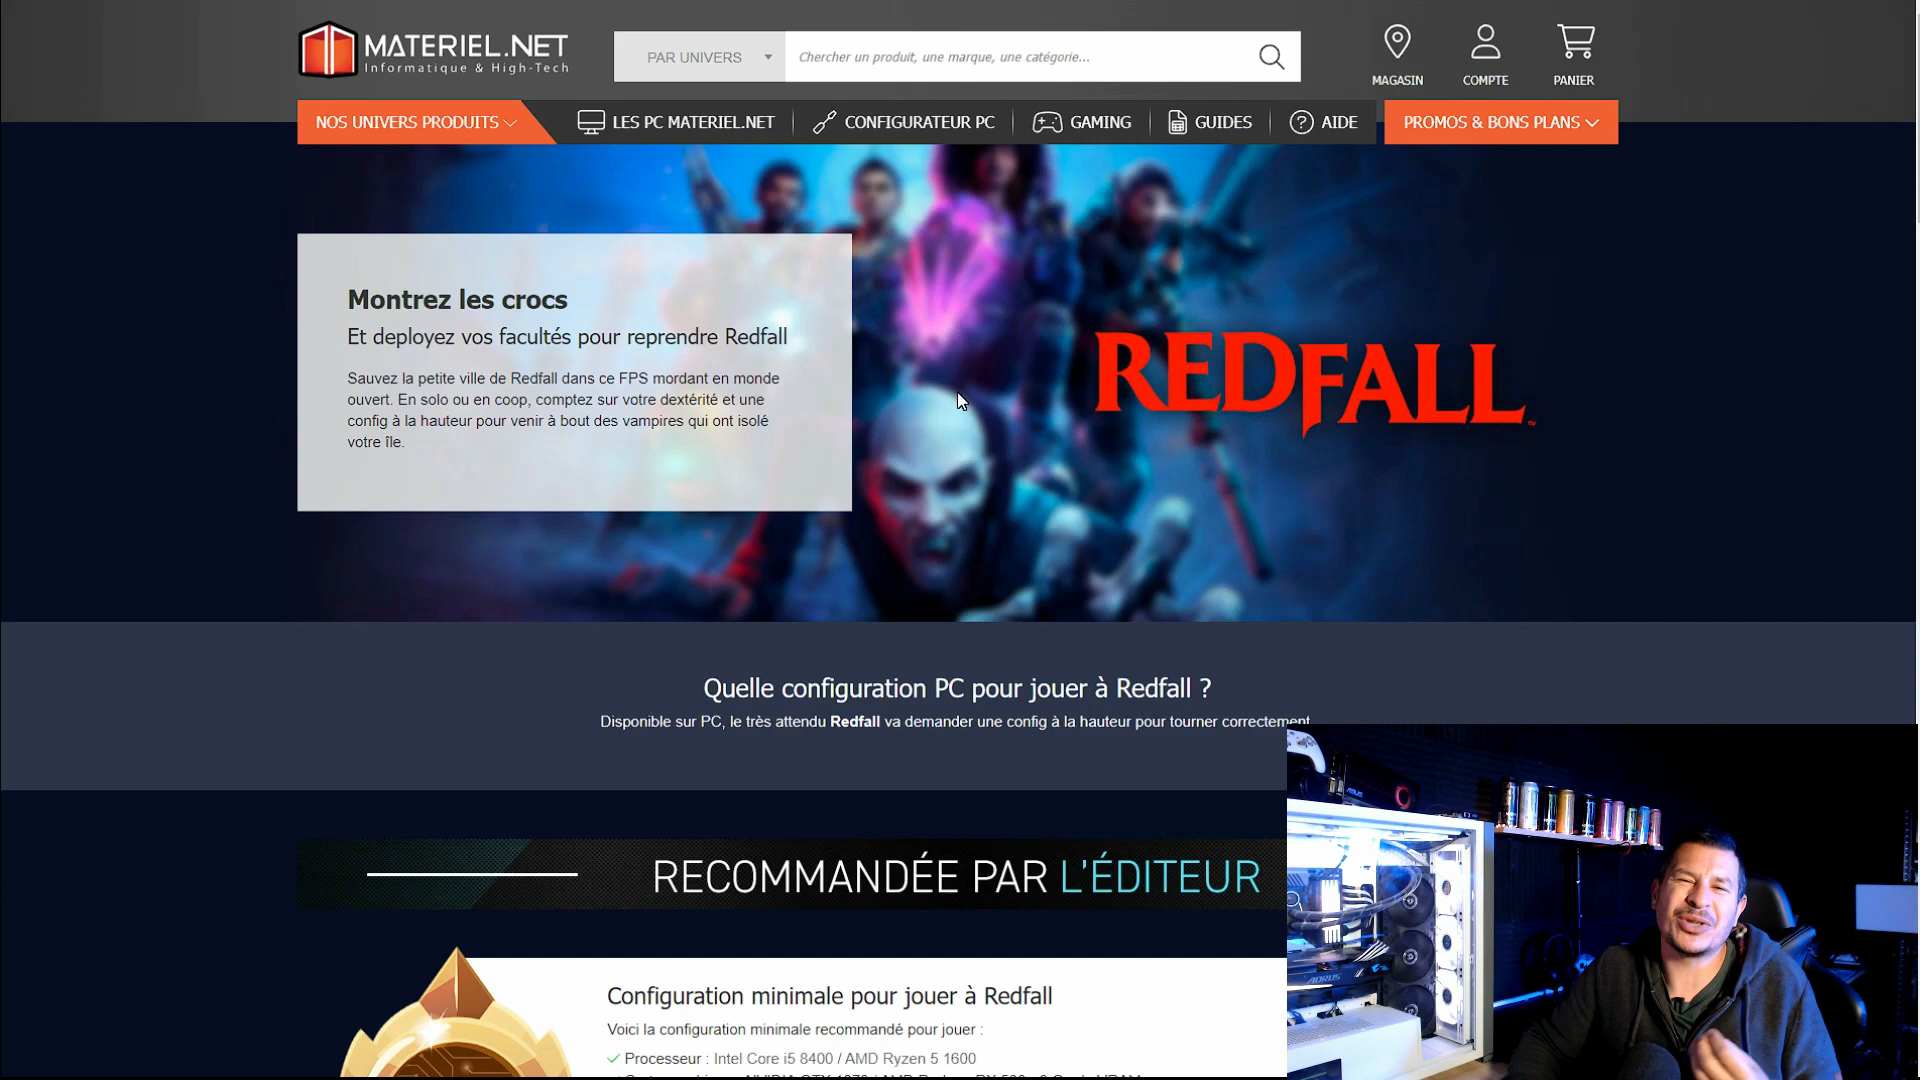 MATERIEL.NET
Informatique & High-Tech
PAR UNIVERS
Chercher un produit, une marque, une catégorie...
MAGASIN
COMPTE
PANIER
NOS UNIVERS PRODUITS
LES PC MATERIEL.NET
CONFIGURATEUR PC
GAMING
GUIDES
AIDE
PROMOS & BONS PLANS
Montrez les crocs
Et deployez vos facultés pour reprendre Redfall
Sauvez la petite ville de Redfall dans ce FPS mordant en monde
ouvert. En solo ou en coop, comptez sur votre dextérité et une
config à la hauteur pour venir à bout des vampires qui ont isolé
votre île.
REDFALL
Quelle configuration PC pour jouer à Redfall ?
Disponible sur PC, le très attendu Redfall va demander une config à la hauteur pour tourner correctement
RECOMMANDÉE PAR L'ÉDITEUR
Configuration minimale pour jouer à Redfall
Voici la configuration minimale recommandé pour jouer :
Processeur : Intel Core i5 8400 / AMD Ryzen 5 1600
AORUS